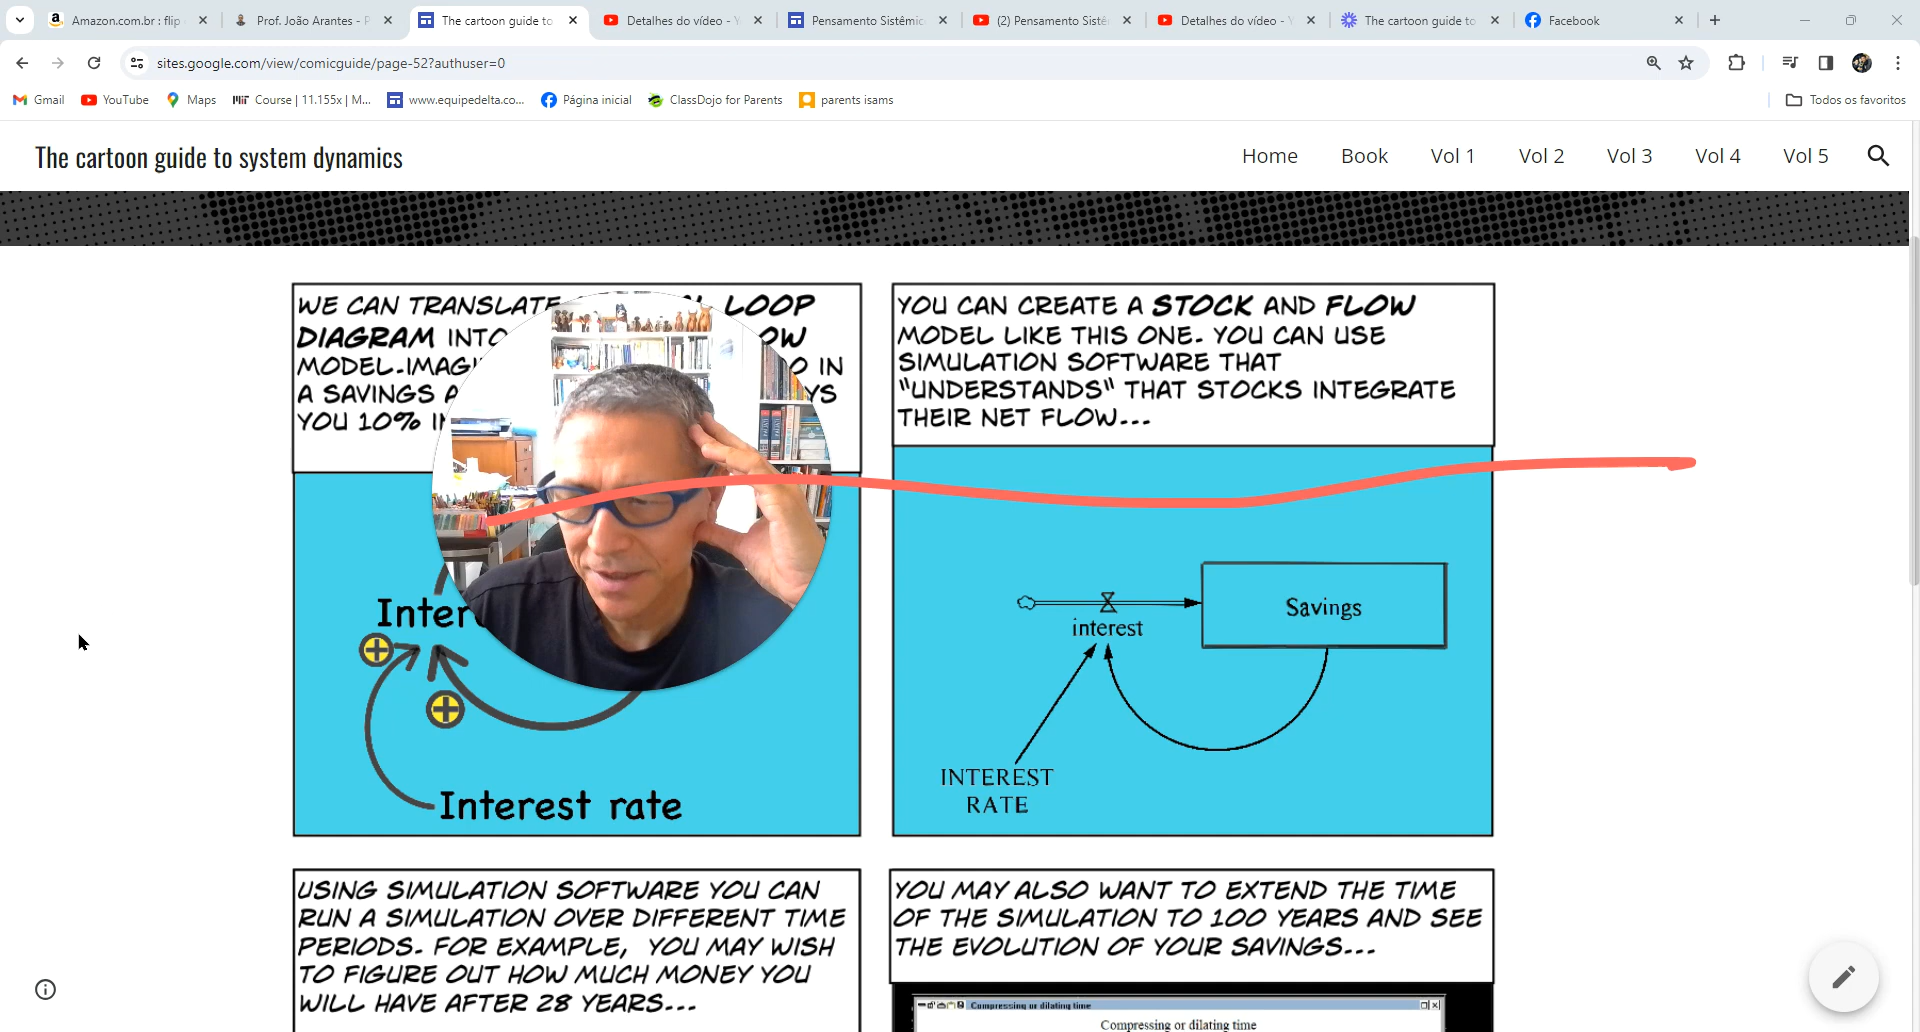 Amazon.com.br : flip
Prof. João Arantes - P
The cartoon guide to
Detalhes do vídeo - Y
Pensamento Sistêmic
(2) Pensamento Sistê
Detalhes do vídeo - Y
The cartoon guide to
Facebook
sites.google.com/view/comicguide/page-52?authuser=0
Gmail
YouTube
Maps
Course | 11.155x | M...
www.equipedelta.co...
Página inicial
ClassDojo for Parents
parents isams
Todos os favoritos
The cartoon guide to system dynamics
Home Book Vol 1 Vol 2 Vol 3 Vol 4 Vol 5
WE CAN TRANSLATE LOOP
DIAGRAM INTO
MODEL. IMAG IN
A SAVINGS A
YOU 10% IN
Inter
Interest rate
YOU CAN CREATE A STOCK AND FLOW
MODEL LIKE THIS ONE. YOU CAN USE
SIMULATION SOFTWARE THAT
"UNDERSTANDS" THAT STOCKS INTEGRATE
THEIR NET FLOW...
Savings
interest
INTEREST
RATE
USING SIMULATION SOFTWARE YOU CAN
RUN A SIMULATION OVER DIFFERENT TIME
PERIODS. FOR EXAMPLE, YOU MAY WISH
TO FIGURE OUT HOW MUCH MONEY YOU
WILL HAVE AFTER 28 YEARS...
YOU MAY ALSO WANT TO EXTEND THE TIME
OF THE SIMULATION TO 100 YEARS AND SEE
THE EVOLUTION OF YOUR SAVINGS...
Compressing or dilating time
Compressing or dilating time